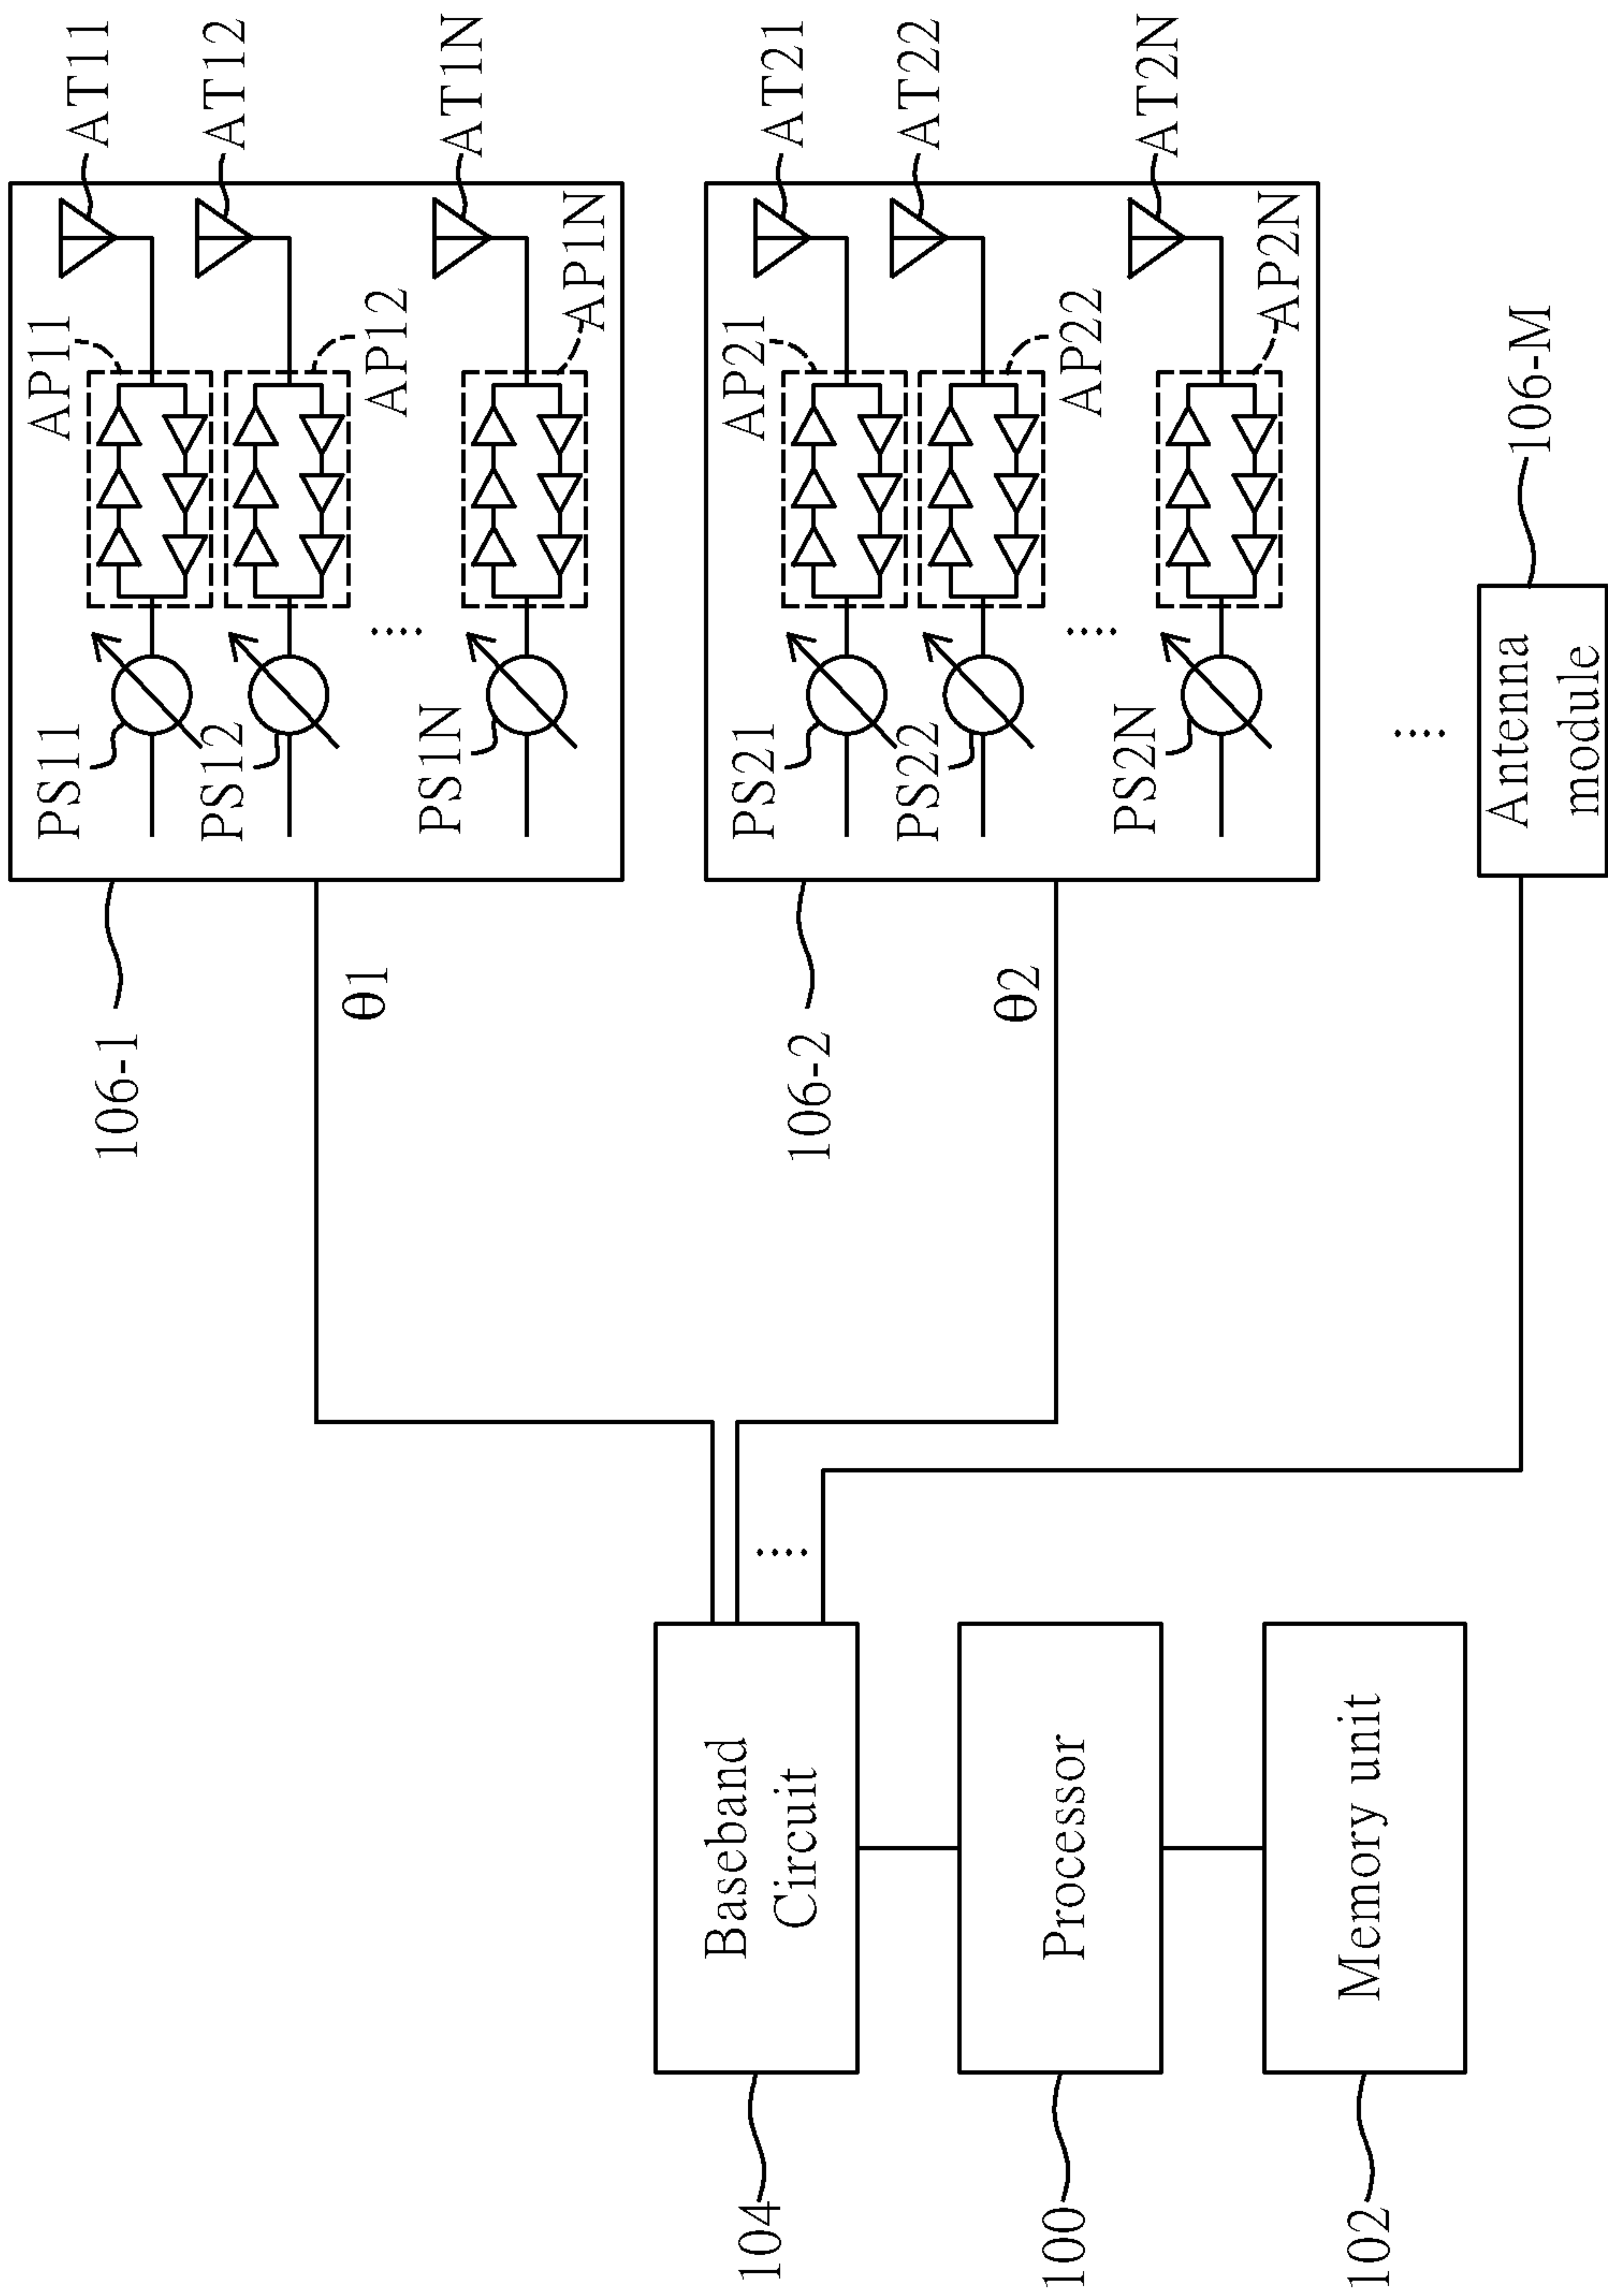 AT11
AT12
AT1N
AP11
AP12
AP1N
PS11
PS12
PS1N
106-1
θ1
AT21
AT22
AT2N
AP21
AP22
AP2N
PS21
PS22
PS2N
106-2
θ2
106-M
Antenna
module
Baseband
Circuit
104
Processor
100
Memory unit
102